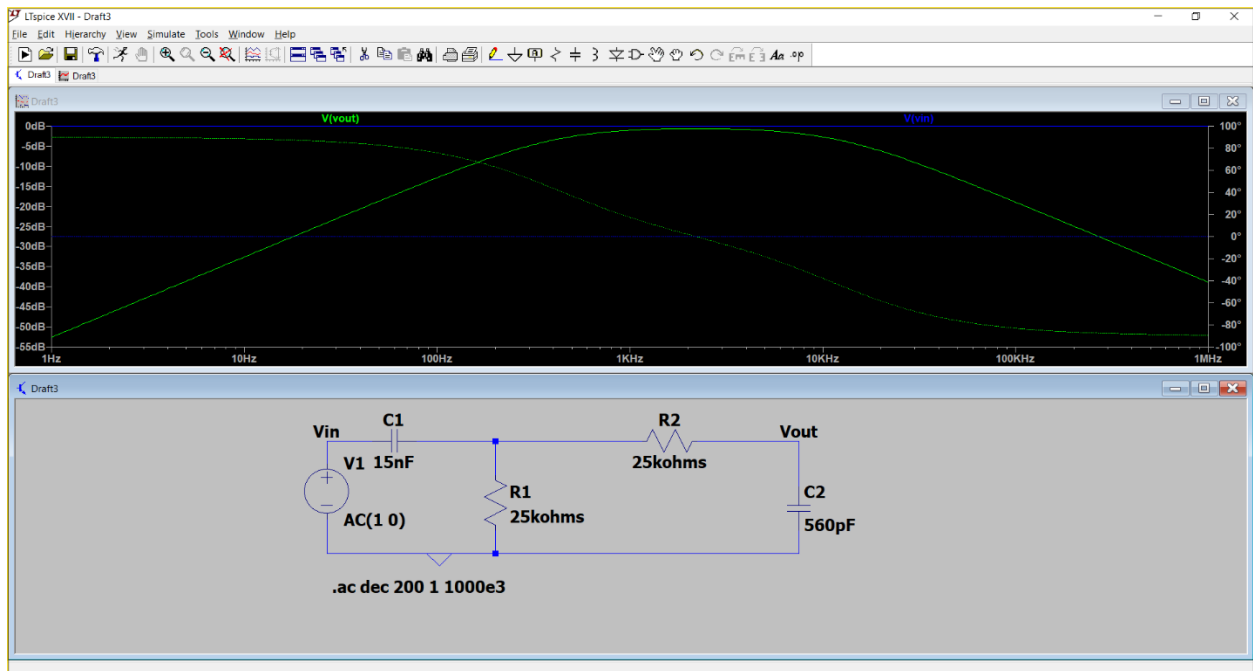 LTspice XVII - Draft3
File Edit Hierarchy View Simulate Tools Window Help
Draft3 Draft3
Draft3
V(vout) V(vin)
0dB 100°
-5dB 80°
-10dB 60°
-15dB 40°
-20dB 20°
-25dB 0°
-30dB -20°
-35dB -40°
-40dB -60°
-45dB -80°
-50dB -100°
-55dB
1Hz 10Hz 100Hz 1KHz 10KHz 100KHz 1MHz
Draft3
C1 R2
Vin Vout
V1 15nF 25kohms
R1 C2
AC(1 0) 25kohms 560pF
.ac dec 200 1 1000e3